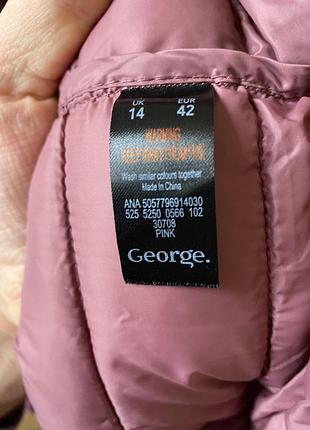 UK EUR
14 42
WARNING
KEEP AWAY FROM FIRE
Wash similar colours together
Made in China
ANA 5057796914030
525 5250 0566 102
30708
PINK
George.